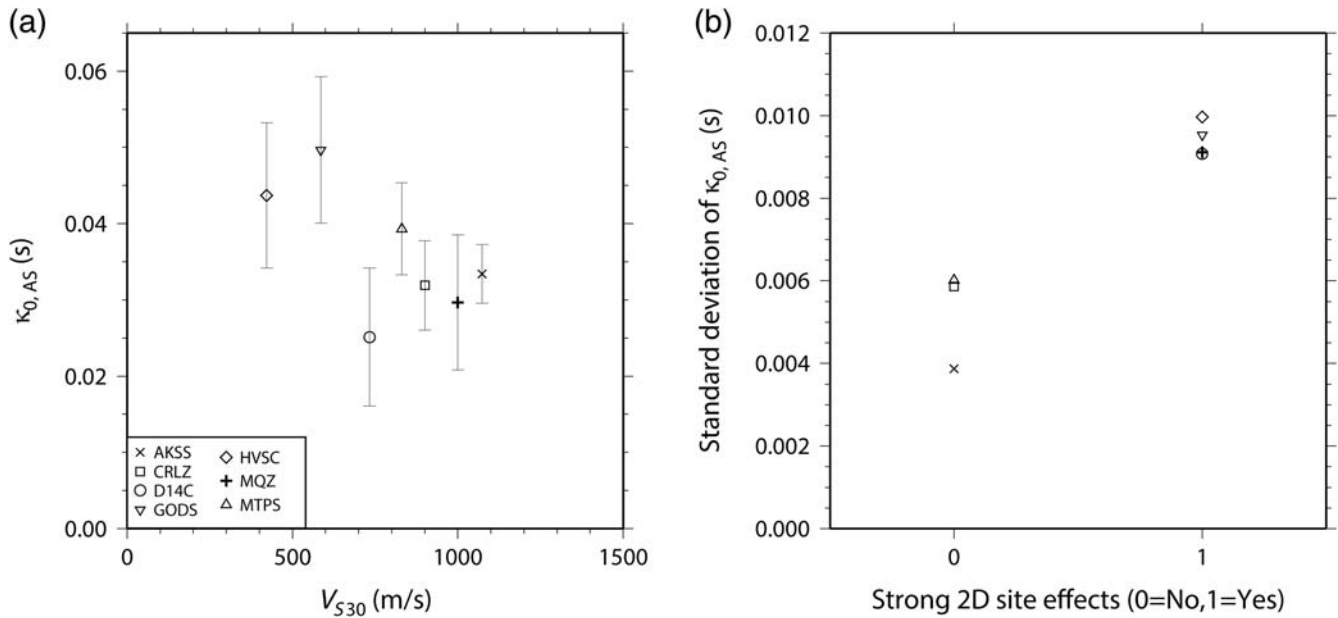 (a)
0.06
0.04
0.02
0.00
κ0, AS (s)
AKSS
CRLZ
D14C
GODS
HVSC
MQZ
MTPS
0 500 1000 1500
VS30 (m/s)
(b)
0.012
0.010
0.008
0.006
0.004
0.002
0.000
Standard deviation of κ0, AS (s)
0 1
Strong 2D site effects (0=No,1=Yes)